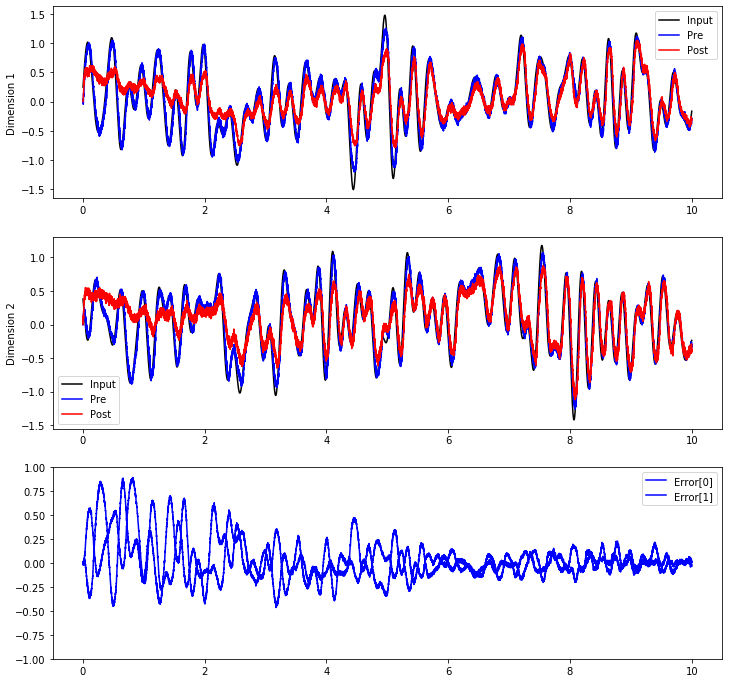 1.5
1.0
0.5
0.0
−0.5
−1.0
−1.5
Dimension 1
Input
Pre
Post
0 2 4 6 8 10
1.0
0.5
0.0
−0.5
−1.0
−1.5
Dimension 2
Input
Pre
Post
0 2 4 6 8 10
1.00
0.75
0.50
0.25
0.00
−0.25
−0.50
−0.75
−1.00
Error[0]
Error[1]
0 2 4 6 8 10